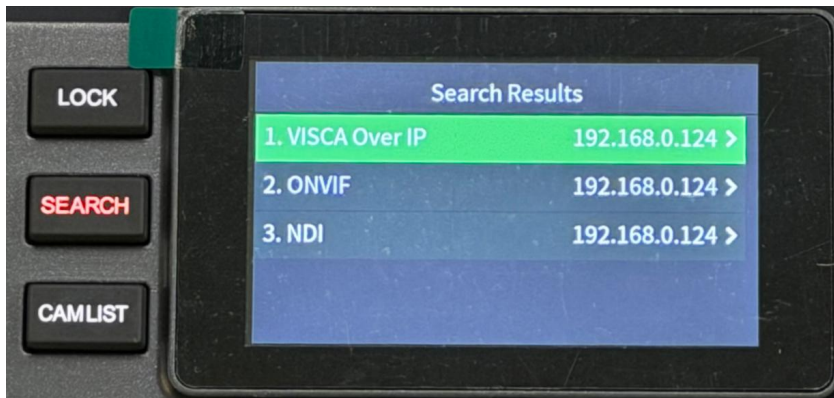 LOCK
SEARCH
CAMLIST
Search Results
1. VISCA Over IP 192.168.0.124 >
2. ONVIF 192.168.0.124 >
3. NDI 192.168.0.124 >